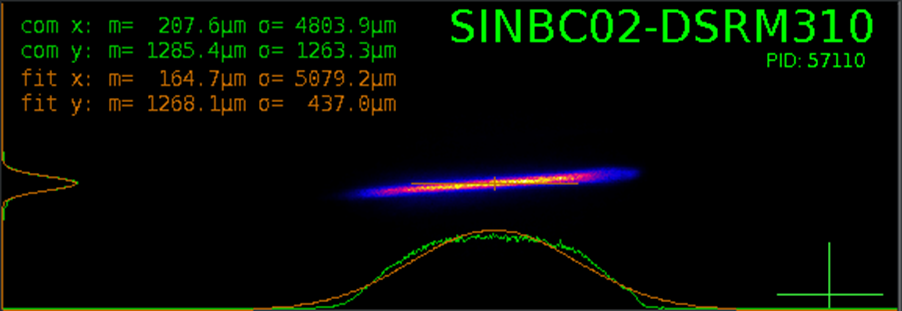 SINBC02-DSRM310
PID: 57110
com x: m=  207.6µm σ= 4803.9µm
com y: m= 1285.4µm σ= 1263.3µm
fit x: m=  164.7µm σ= 5079.2µm
fit y: m= 1268.1µm σ=  437.0µm